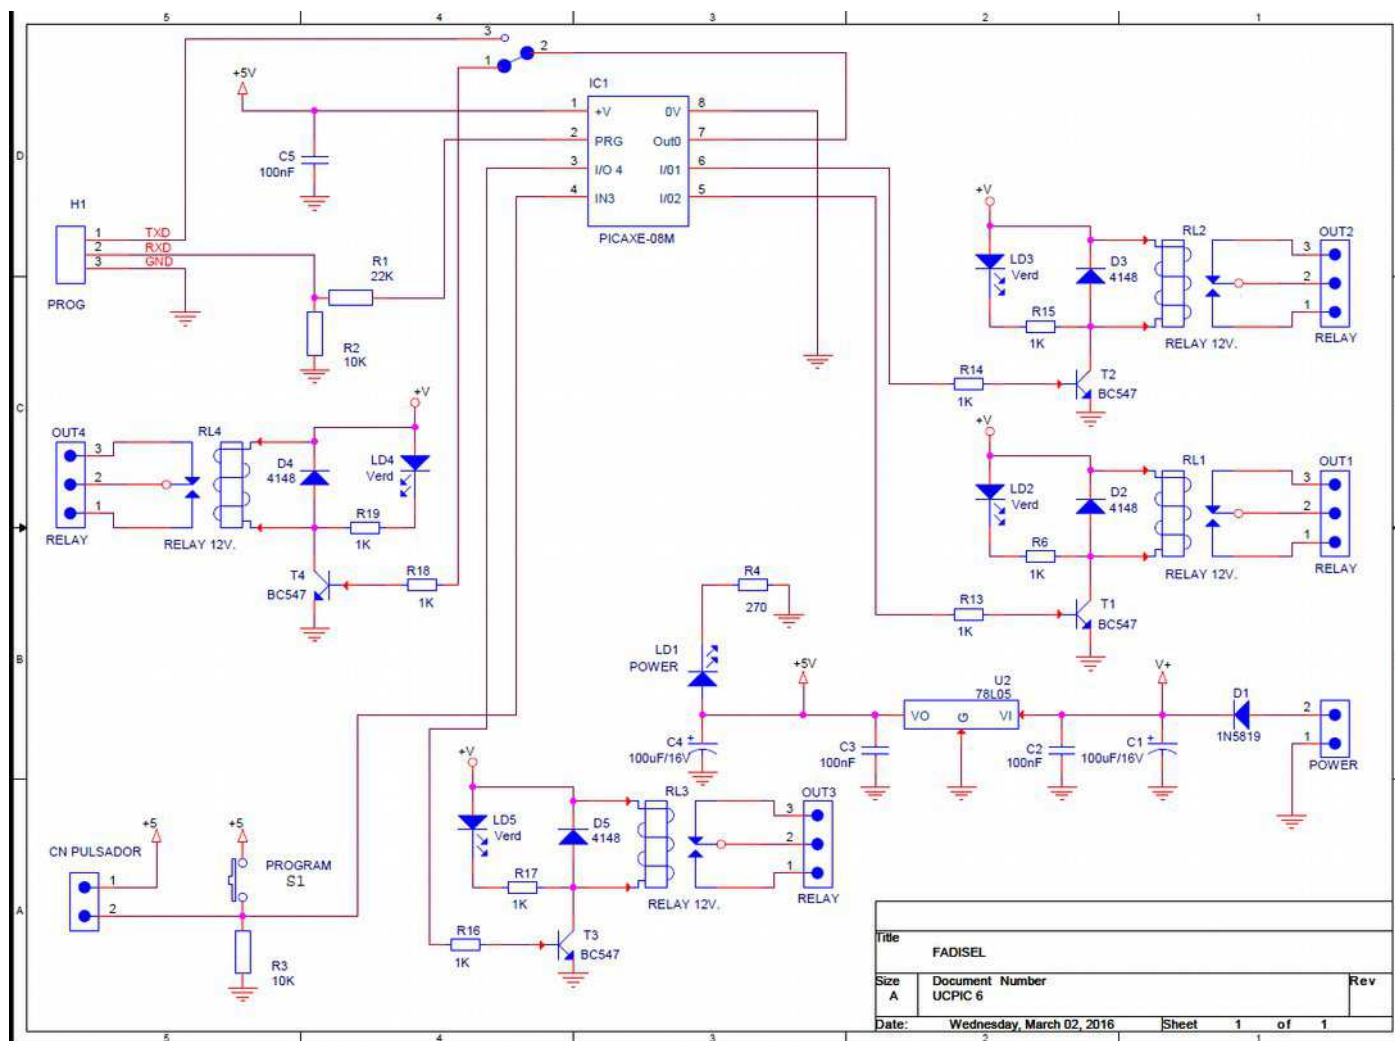 5 4 3 2 1
3
2
1
+5V
IC1
1 +V 0V 8
2 PRG Out0 7
3 I/O 4 I/01 6
4 IN3 I/02 5
PICAXE-08M
C5
100nF
D
H1
1 TXD
2 RXD
3 GND
PROG
R1
22K
R2
10K
+V
LD3
Verd
D3
4148
RL2
OUT2
3
2
1
R15
1K
RELAY 12V.
RELAY
R14
1K
T2
BC547
C
+V
OUT4
3
2
1
RELAY
RL4
D4
4148
LD4
Verd
R19
1K
RELAY 12V.
T4
BC547
R18
1K
+V
LD2
Verd
D2
4148
RL1
OUT1
3
2
1
R6
1K
RELAY 12V.
RELAY
R13
1K
T1
BC547
R4
270
B
LD1
POWER
+5V
U2
78L05
VO G VI
V+
D1
1N5819
2
1
POWER
C4
100uF/16V
+
C3
100nF
C2
100nF
C1
100uF/16V
+
+V
LD5
Verd
D5
4148
RL3
OUT3
3
2
1
R17
1K
RELAY 12V.
RELAY
R16
1K
T3
BC547
+5
+5
CN PULSADOR
1
2
PROGRAM
S1
A
R3
10K
Title
FADISEL
Size
A
Document Number
UCPIC 6
Rev
Date: Wednesday, March 02, 2016 Sheet 1 of 1
5 4 3 2 1